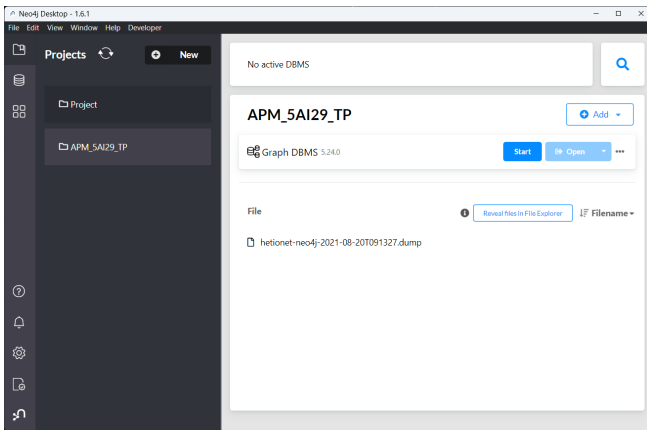 Neo4j Desktop - 1.6.1
File Edit View Window Help Developer
Projects
New
Project
APM_5AI29_TP
No active DBMS
APM_5AI29_TP
Add
Graph DBMS 5.24.0
Start
Open
File
Reveal files in File Explorer
Filename
hetionet-neo4j-2021-08-20T091327.dump